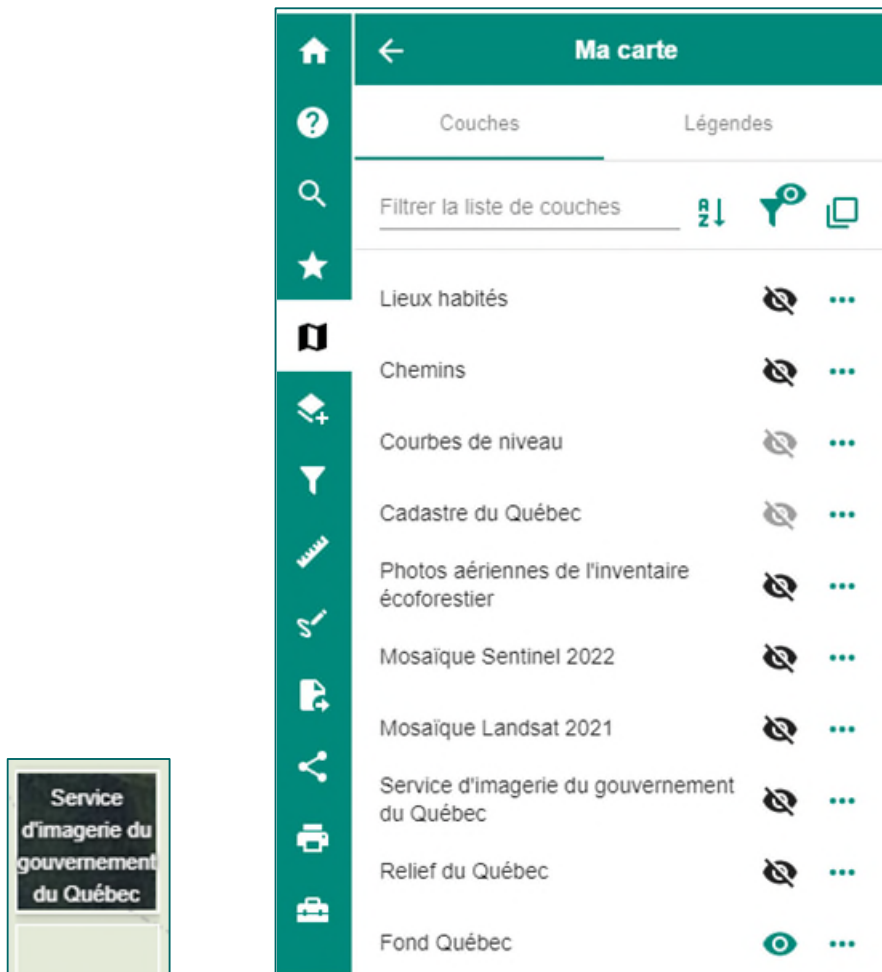 Ma carte
Couches
Légendes
Filtrer la liste de couches
A
Z
Lieux habités
Chemins
Courbes de niveau
Cadastre du Québec
Photos aériennes de l'inventaire
écoforestier
Mosaïque Sentinel 2022
Mosaïque Landsat 2021
Service d'imagerie du gouvernement
du Québec
Relief du Québec
Fond Québec
Service
d'imagerie du
gouvernement
du Québec